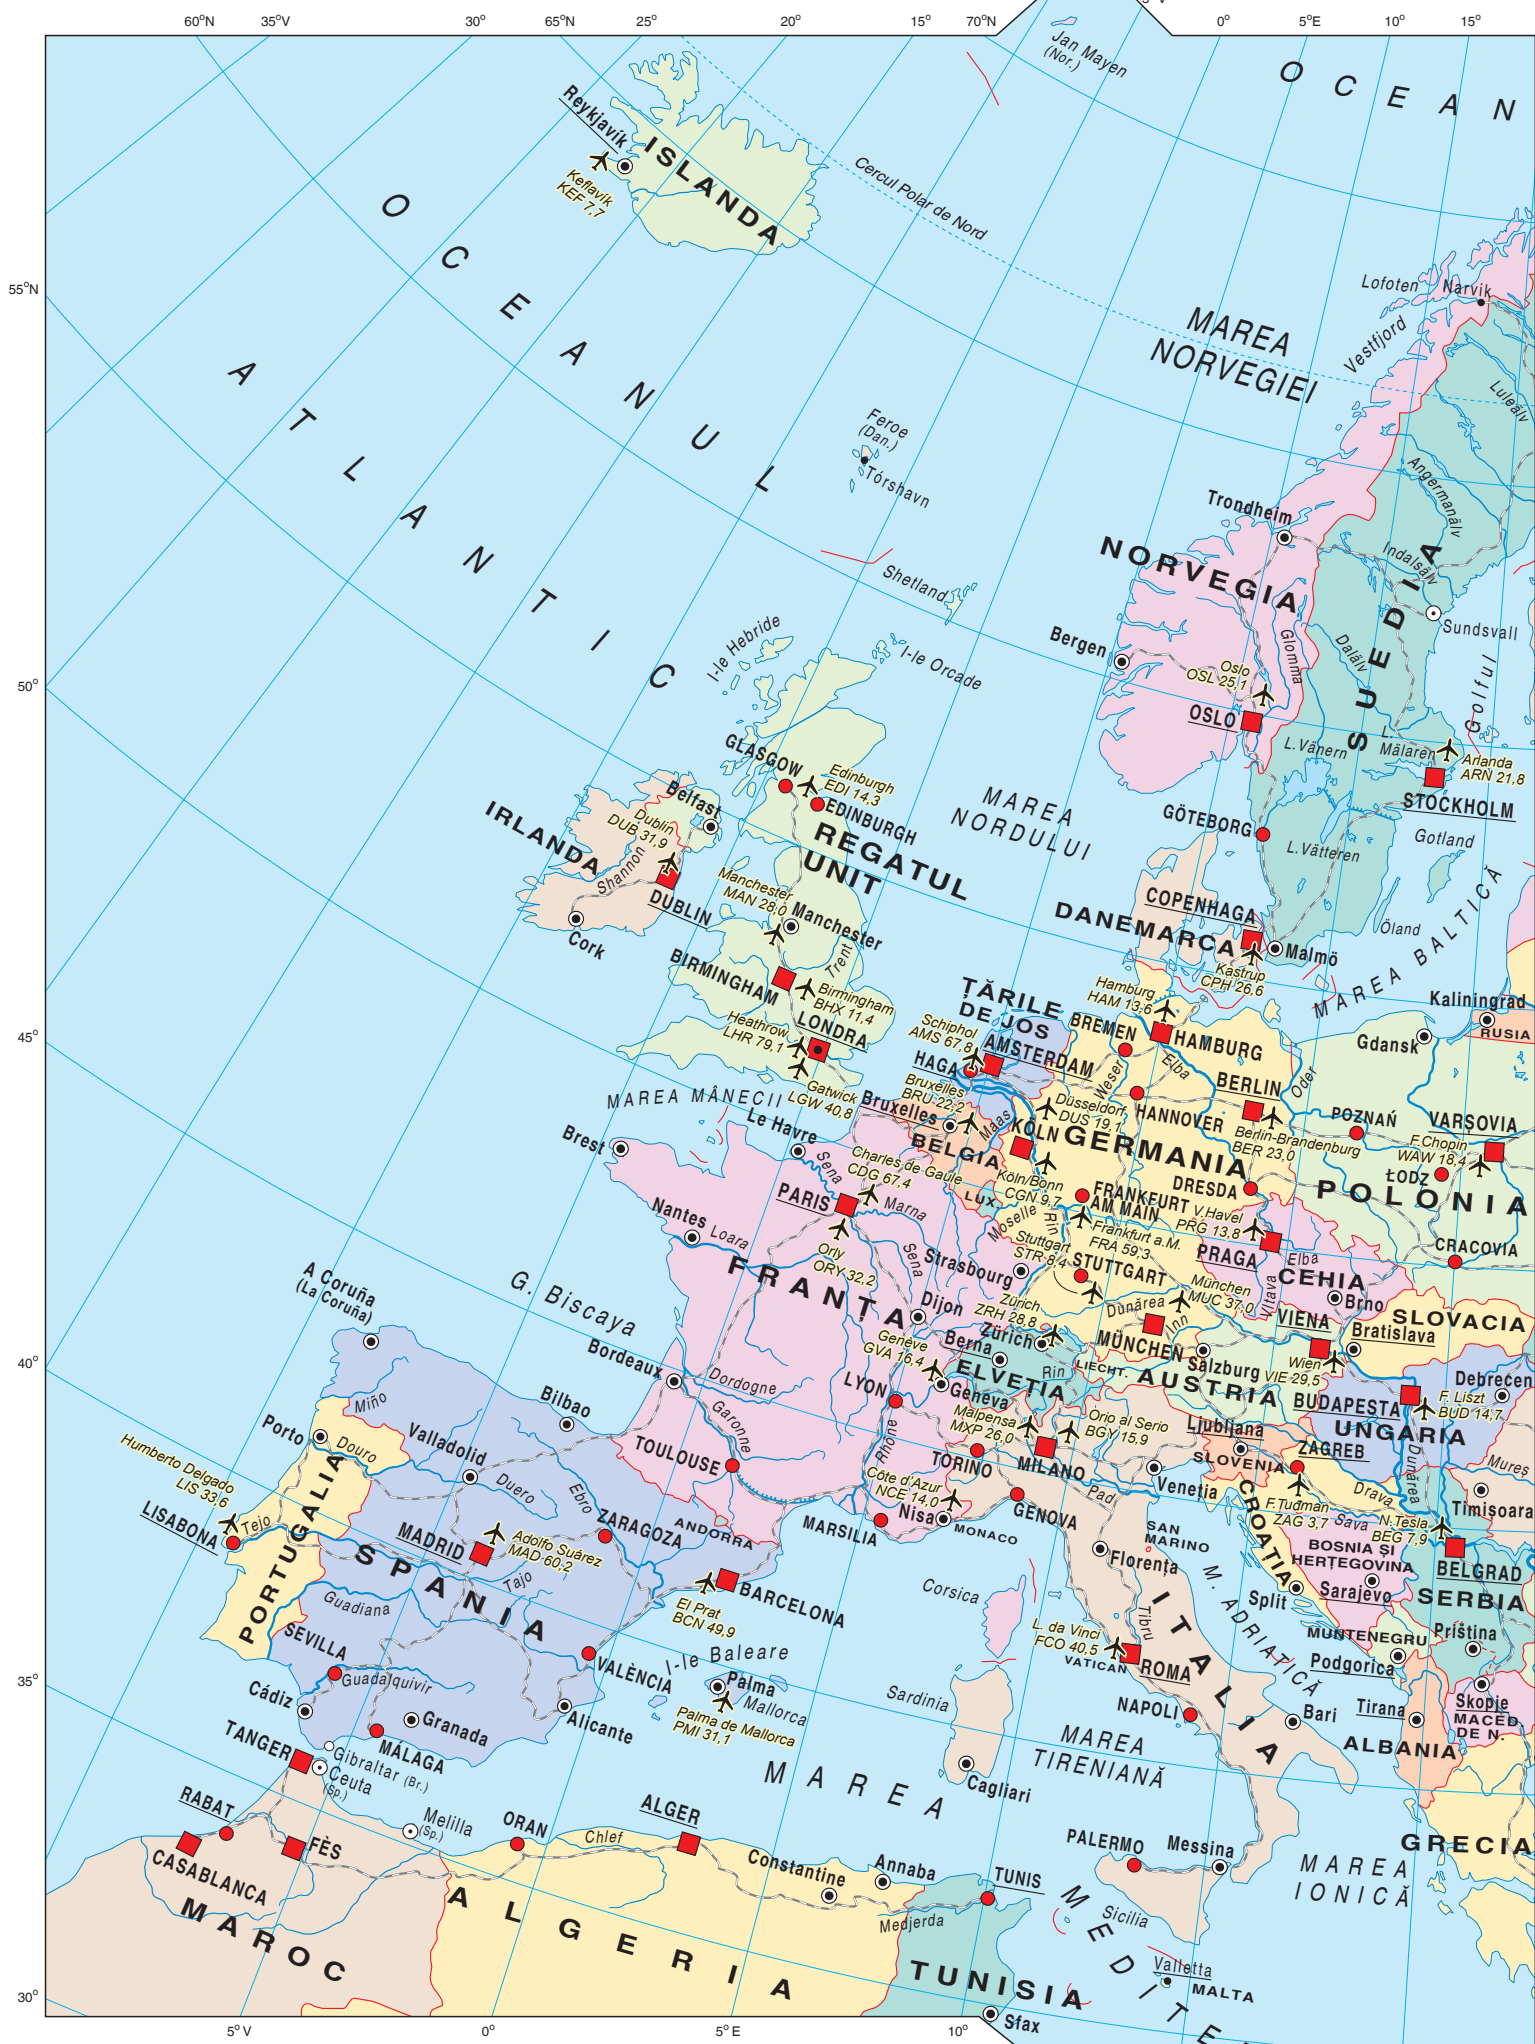 60°N
35°V
30°
65°N
25°
20°
15°
70°N
0°
5°E
10°
15°
Jan Mayen
(Nor.)
OCEAN
Reykjavík
ISLANDA
Keflavík
KEF 7,7
Cercul Polar de Nord
OCEANUL
ATLANTIC
55°N
50°
45°
40°
35°
30°
Lofoten
Narvik
Vestfjord
MAREA
NORVEGIEI
Luleälv
Feroe
(Dan.)
Tórshavn
Angermanälv
Trondheim
NORVEGIA
Indalsälv
SUEDIA
Shetland
Sundsvall
I-le Hebride
I-le Orcade
Bergen
Glomma
Dalälv
Oslo
OSL 25,1
OSLO
Golful
L.Vänern
L.
Mälaren
Arlanda
ARN 21,8
STOCKHOLM
GLASGOW
Edinburgh
EDI 14,3
EDINBURGH
Belfast
Dublin
DUB 31,9
IRLANDA
Shannon
DUBLIN
Cork
REGATUL
UNIT
MAREA
NORDULUI
GÖTEBORG
L.Vätteren
Gotland
Öland
MAREA BALTICĂ
Manchester
MAN 28,0
Manchester
Trent
BIRMINGHAM
Birmingham
BHX 11,4
Heathrow
LHR 79,1
LONDRA
Gatwick
LGW 40,8
MAREA MÂNECII
COPENHAGA
DANEMARCA
Malmö
Kastrup
CPH 26,6
Hamburg
HAM 13,6
ȚĂRILE
DE JOS
BREMEN
HAMBURG
Schiphol
AMS 67,8
AMSTERDAM
HAGA
Weser
Elba
BERLIN
Oder
Kaliningrad
RUSIA
Gdansk
Bruxelles
BRU 22,2
Bruxelles
BELGIA
Maas
Düsseldorf
DUS 19,1
HANNOVER
KÖLN
GERMANIA
Berlin-Brandenburg
BER 23,0
POZNAŃ
VARSOVIA
F.Chopin
WAW 18,4
ŁODZ
POLONIA
Köln/Bonn
CGN 9,7
LUX.
Moselle
Rin
FRANKFURT
AM MAIN
DRESDA
V.Havel
PRG 13,8
PRAGA
Elba
CEHIA
Brno
CRACOVIA
Frankfurt a.M.
FRA 59,3
Stuttgart
STR 8,4
STUTTGART
Vltava
Brest
Le Havre
Sena
Charles de Gaule
CDG 67,4
PARIS
Marna
Orly
ORY 32,2
Nantes
Loara
FRANȚA
Sena
Strasbourg
Dijon
G. Biscaya
Zürich
ZRH 28,8
Zürich
Berna
ELVEȚIA
Rin
LIECHT.
Dunărea
München
MUC 37,0
Inn
MÜNCHEN
Salzburg
AUSTRIA
VIENA
Wien
VIE 29,5
Bratislava
SLOVACIA
BUDAPESTA
F. Liszt
BUD 14,7
Debrecen
UNGARIA
Genève
GVA 16,4
Geneva
A Coruña
(La Coruña)
Bordeaux
Dordogne
LYON
Garonne
Rhône
TOULOUSE
Malpensa
MXP 26,0
Orio al Serio
BGY 15,9
TORINO
MILANO
Pad
Veneția
Ljubljana
SLOVENIA
ZAGREB
F.Tuđman
ZAG 3,7
Drava
Dunărea
Mureș
Timișoara
Sava
CROAȚIA
Bilbao
Miño
Porto
Douro
Valladolid
Duero
Ebro
Humberto Delgado
LIS 33,6
LISABONA
Tejo
PORTUGALIA
MADRID
Adolfo Suárez
MAD 60,2
ZARAGOZA
ANDORRA
SPANIA
Tajo
Guadiana
El Prat
BCN 49,9
BARCELONA
Côte d'Azur
NCE 14,0
Nisa
MONACO
MARSILIA
GENOVA
SAN
MARINO
Florența
N.Tesla
BEG 7,9
BELGRAD
BOSNIA ȘI
HERȚEGOVINA
Sarajevo
SERBIA
Split
M. ADRIATICĂ
ITALIA
Tibru
Corsica
L. da Vinci
FCO 40,5
VATICAN
ROMA
MUNTENEGRU
Podgorica
Príština
Skopie
MACED.
DE N.
Tirana
ALBANIA
SEVILLA
Guadalquivir
Cádiz
Granada
MÁLAGA
VALÈNCIA
I-le Baleare
Palma
Mallorca
Palma de Mallorca
PMI 31,1
Alicante
Sardinia
NAPOLI
Bari
MAREA
TIRENIANĂ
Cagliari
TANGER
Gibraltar (Br.)
Ceuta
(Sp.)
RABAT
FÈS
CASABLANCA
MAROC
Melilla
(Sp.)
ORAN
Chlef
ALGER
Constantine
Annaba
TUNIS
Medjerda
ALGERIA
TUNISIA
Sfax
MAREA
PALERMO
Messina
Sicilia
MAREA
IONICĂ
GRECIA
MEDITE
Valletta
MALTA
5° V
0°
5° E
10°